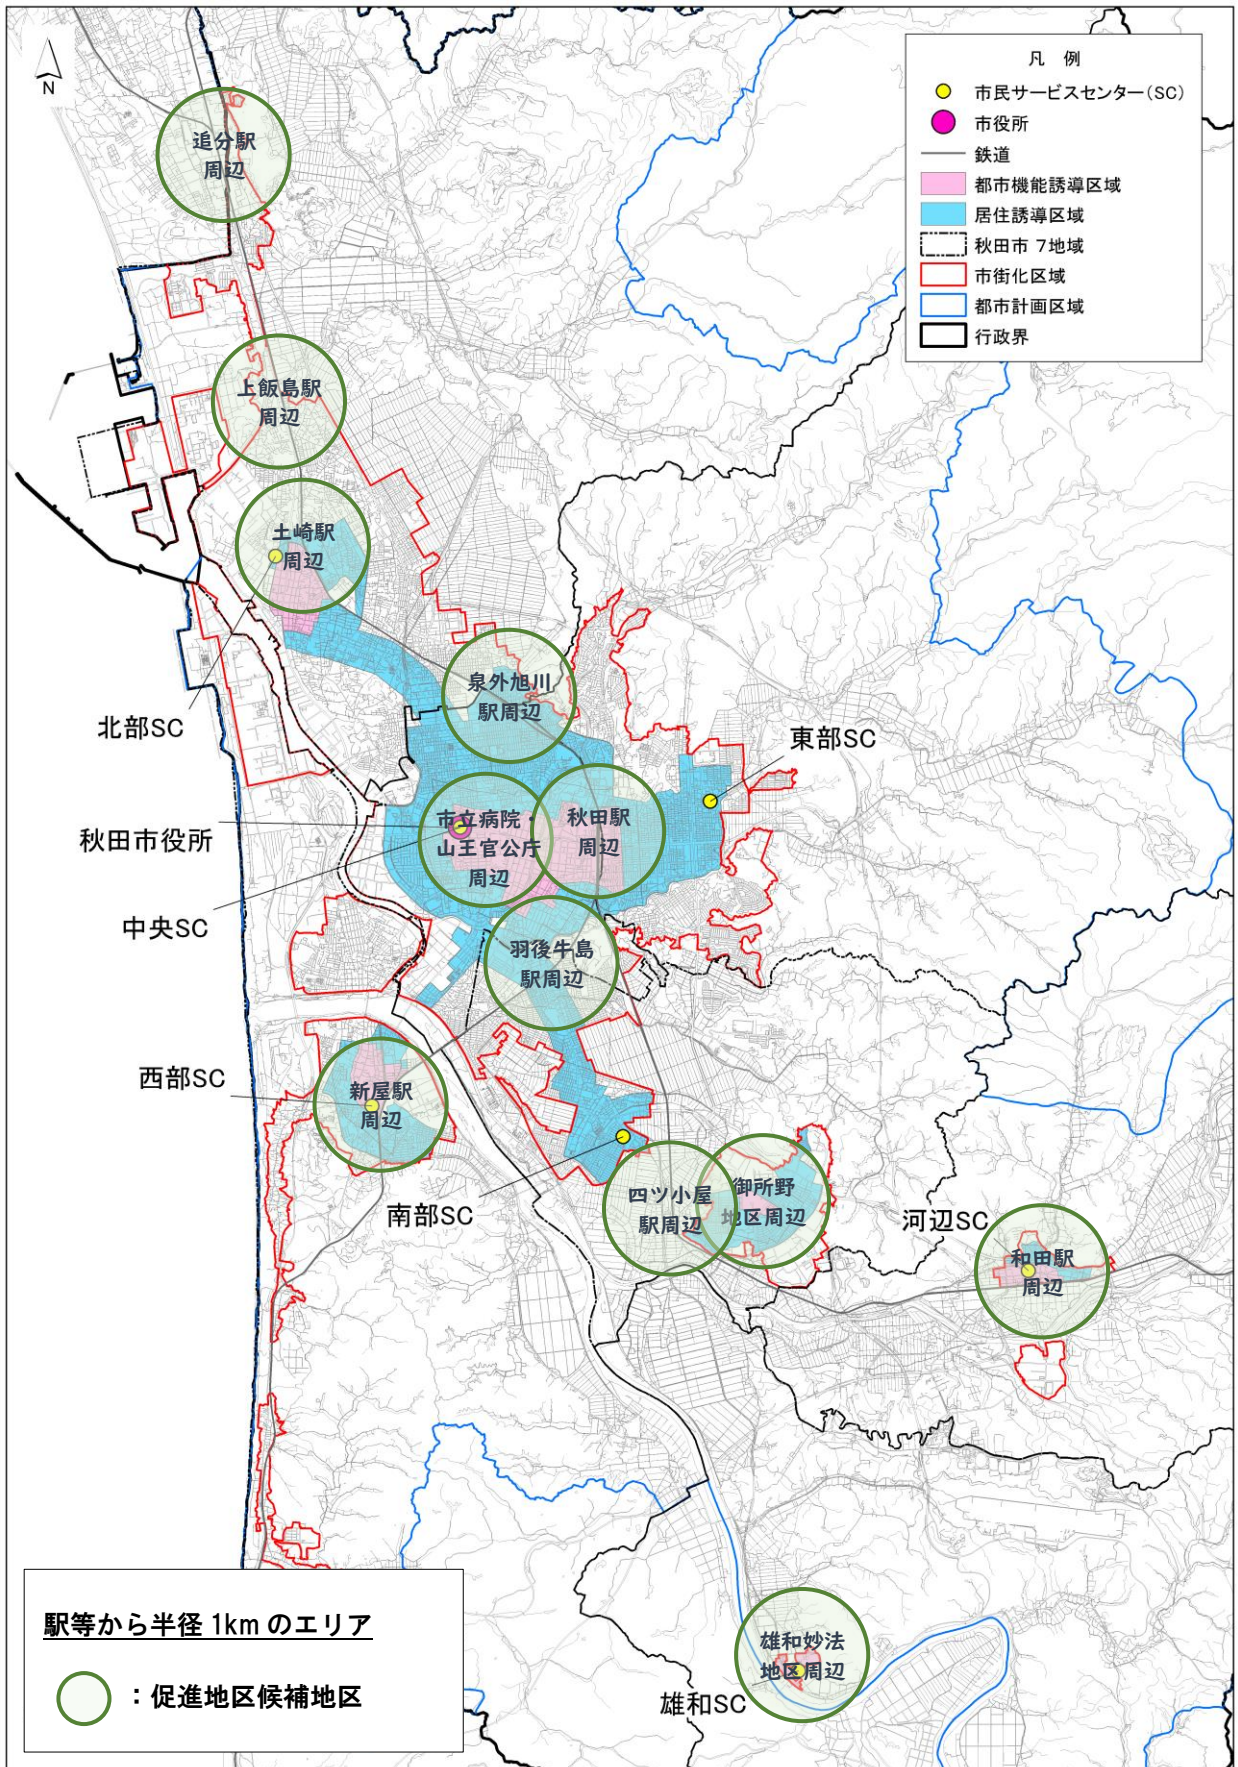 N
凡 例
市民サービスセンター(SC)
市役所
鉄道
都市機能誘導区域
居住誘導区域
秋田市 7地域
市街化区域
都市計画区域
行政界
追分駅
周辺
上飯島駅
周辺
土崎駅
周辺
泉外旭川
駅周辺
北部SC
東部SC
市立病院・
山王官公庁
周辺
秋田駅
周辺
秋田市役所
中央SC
羽後牛島
駅周辺
西部SC
新屋駅
周辺
南部SC
四ツ小屋
駅周辺
御所野
地区周辺
河辺SC
和田駅
周辺
駅等から半径 1km のエリア
:促進地区候補地区
雄和妙法
地区周辺
雄和SC